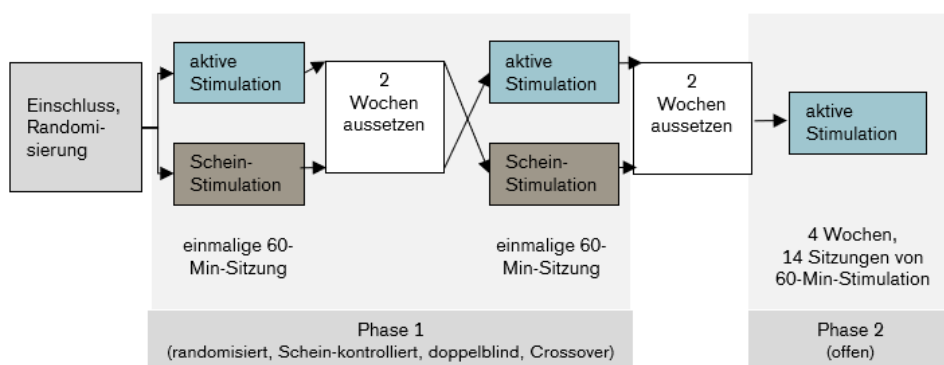 Einschluss,
Randomi-
sierung
aktive
Stimulation
Schein-
Stimulation
einmalige 60-
Min-Sitzung
2
Wochen
aussetzen
aktive
Stimulation
Schein-
Stimulation
einmalige 60-
Min-Sitzung
2
Wochen
aussetzen
aktive
Stimulation
4 Wochen,
14 Sitzungen von
60-Min-Stimulation
Phase 1
(randomisiert, Schein-kontrolliert, doppelblind, Crossover)
Phase 2
(offen)